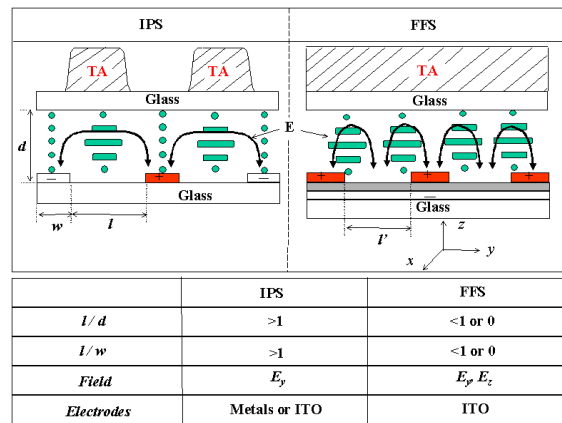 IPS FFS
TA TA TA
Glass Glass
E
d
− + − + + +
Glass − Glass
w l l' z
y
x
IPS FFS
l / d >1 <1 or 0
l / w >1 <1 or 0
Field Ey Ey, Ez
Electrodes Metals or ITO ITO